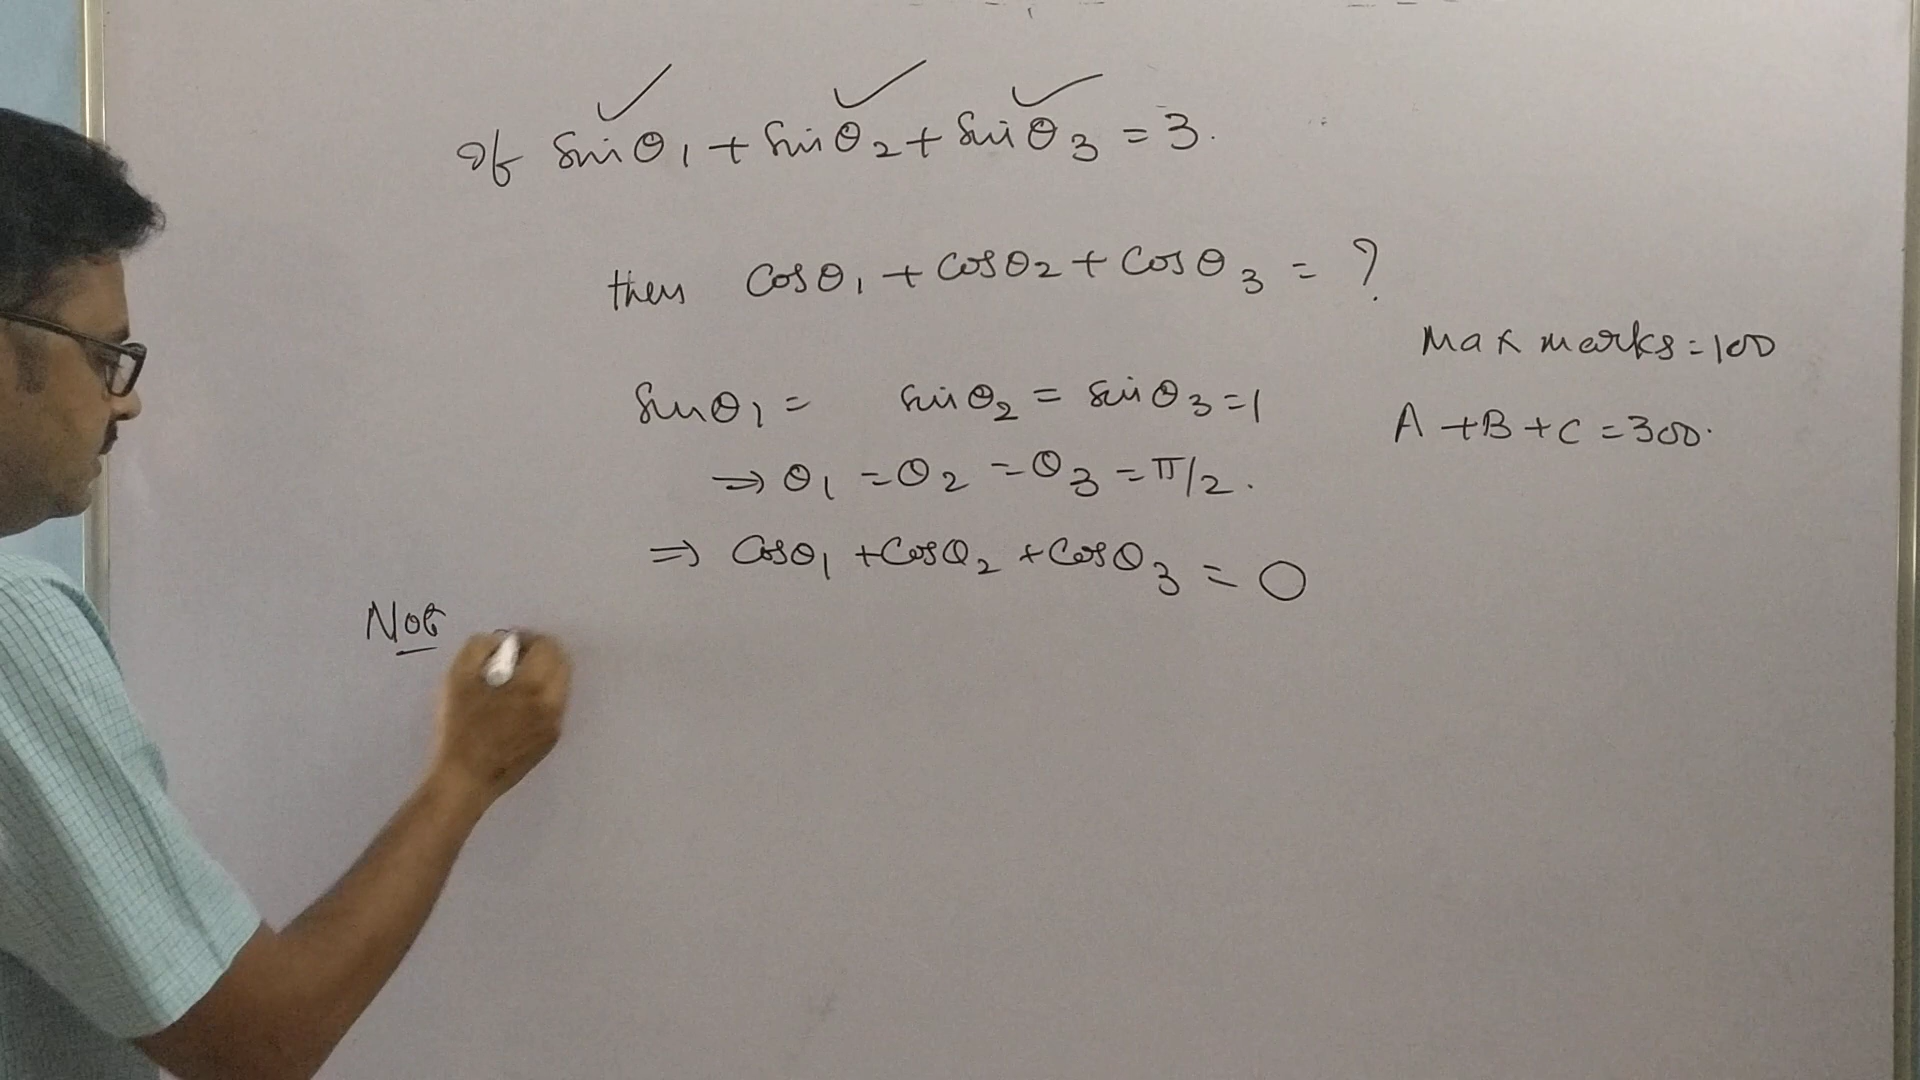 If sinθ1 + sinθ2 + sinθ3 = 3.
then cosθ1 + cosθ2 + cosθ3 = ?
Max marks = 100
sinθ1 = sinθ2 = sinθ3 = 1
A + B + C = 300.
⇒ θ1 = θ2 = θ3 = π/2.
⇒ cosθ1 + cosθ2 + cosθ3 = 0
Note